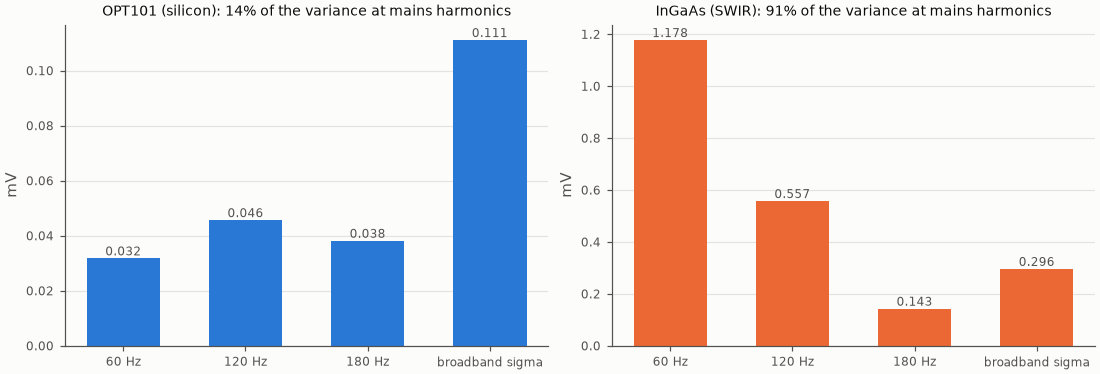 OPT101 (silicon): 14% of the variance at mains harmonics
mV
0.10
0.08
0.06
0.04
0.02
0.00
0.032
0.046
0.038
0.111
60 Hz
120 Hz
180 Hz
broadband sigma
InGaAs (SWIR): 91% of the variance at mains harmonics
mV
1.2
1.0
0.8
0.6
0.4
0.2
0.0
1.178
0.557
0.143
0.296
60 Hz
120 Hz
180 Hz
broadband sigma